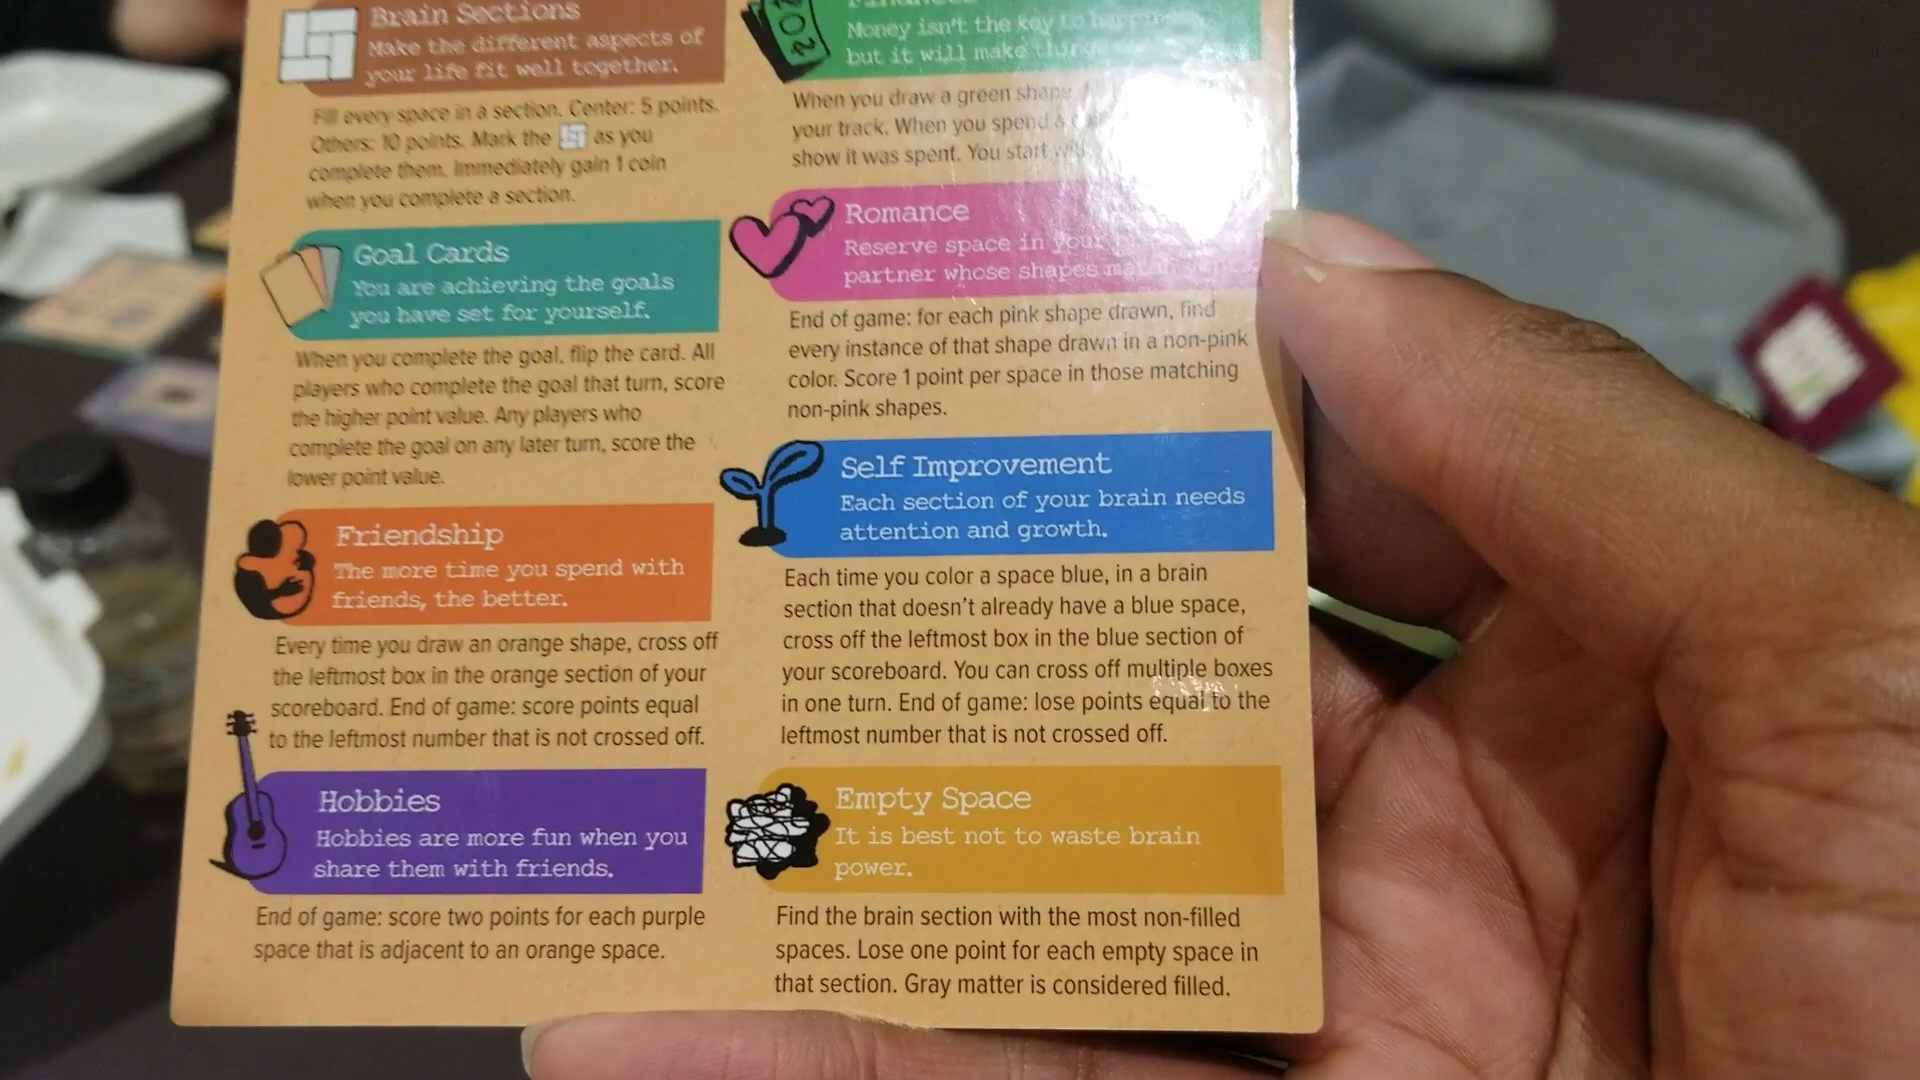 Brain Sections
Make the different aspects of
your life fit well together.
Fill every space in a section. Center: 5 points.
Others: 10 points. Mark the as you
complete them. Immediately gain 1 coin
when you complete a section.
Goal Cards
You are achieving the goals
you have set for yourself.
When you complete the goal, flip the card. All
players who complete the goal that turn, score
the higher point value. Any players who
complete the goal on any later turn, score the
lower point value.
Friendship
The more time you spend with
friends, the better.
Every time you draw an orange shape, cross off
the leftmost box in the orange section of your
scoreboard. End of game: score points equal
to the leftmost number that is not crossed off.
Hobbies
Hobbies are more fun when you
share them with friends.
End of game: score two points for each purple
space that is adjacent to an orange space.
Money isn't the key to
but it will make
When you draw a green shape
your track. When you spend a
show it was spent. You start
Romance
Reserve space in your
partner whose shapes
End of game: for each pink shape drawn, find
every instance of that shape drawn in a non-pink
color. Score 1 point per space in those matching
non-pink shapes.
Self Improvement
Each section of your brain needs
attention and growth.
Each time you color a space blue, in a brain
section that doesn't already have a blue space,
cross off the leftmost box in the blue section of
your scoreboard. You can cross off multiple boxes
in one turn. End of game: lose points equal to the
leftmost number that is not crossed off.
Empty Space
It is best not to waste brain
power.
Find the brain section with the most non-filled
spaces. Lose one point for each empty space in
that section. Gray matter is considered filled.